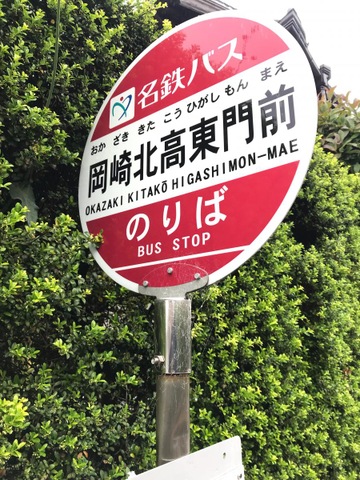 名鉄バス
おか ざき きた こう ひがし もん まえ
岡崎北高東門前
OKAZAKI KITAKŌ HIGASHIMON-MAE
のりば
BUS STOP